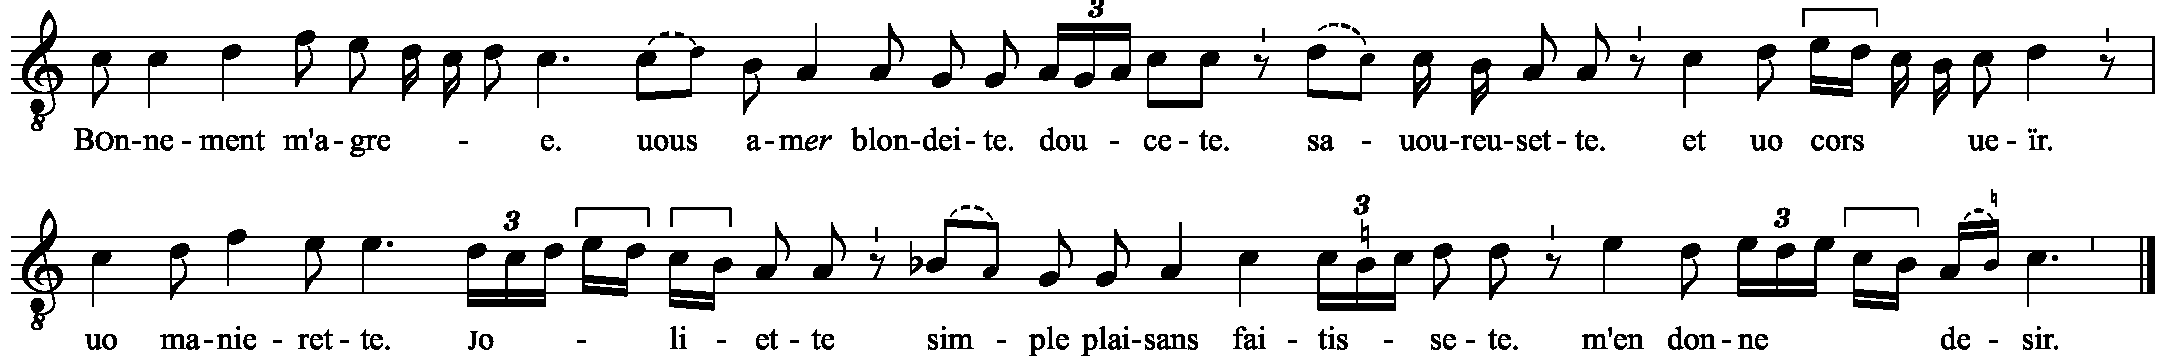 3
BOn-ne-ment m'a-gre - e. uous a-mer blon-dei-te. dou-ce-te. sa-uou-reu-set-te. et uo cors ue-ïr.
3 3 3
uo ma-nie-ret-te. Jo - li-et-te sim-ple plai-sans fai-tis-se-te. m'en don-ne de-sir.